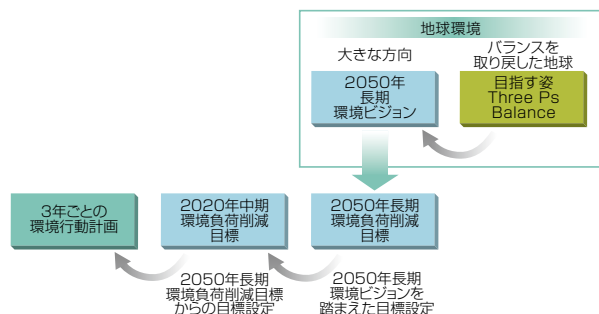 地球環境
大きな方向
バランスを
取り戻した地球
2050年
長期
環境ビジョン
目指す姿
Three Ps
Balance
3年ごとの
環境行動計画
2020年中期
環境負荷削減
目標
2050年長期
環境負荷削減
目標
2050年長期
環境負荷削減目標
からの目標設定
2050年長期
環境ビジョンを
踏まえた目標設定